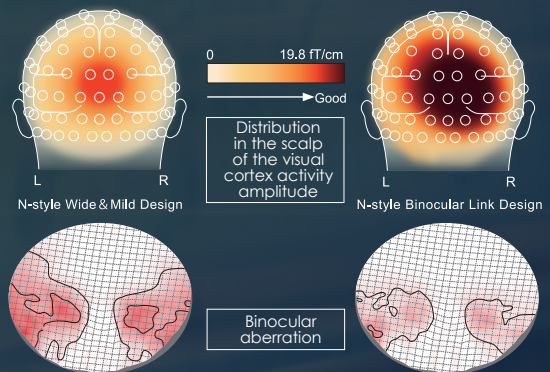 0 19.8 fT/cm
Good
Distribution
in the scalp
of the visual
cortex activity
amplitude
L R
N-style Wide & Mild Design
L R
N-style Binocular Link Design
Binocular
aberration